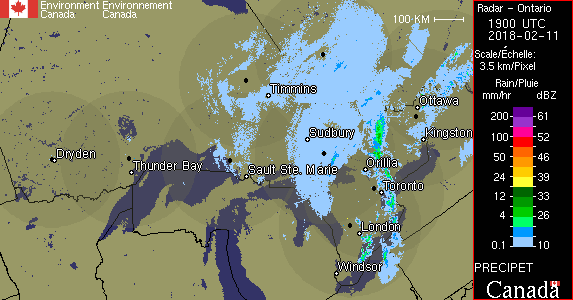 Environment Environnement
Canada Canada
100 KM
Timmins
Ottawa
Sudbury
Kingston
Dryden
Thunder Bay
Sault Ste. Marie
Orillia
Toronto
London
Windsor
Radar - Ontario
1900 UTC
2018-02-11
Scale/Échelle:
3.5 km/Pixel
Rain/Pluie
mm/hr dBZ
200 61
100 52
50 46
24 39
12 33
4 26
0.1 10
PRECIPET
Canada